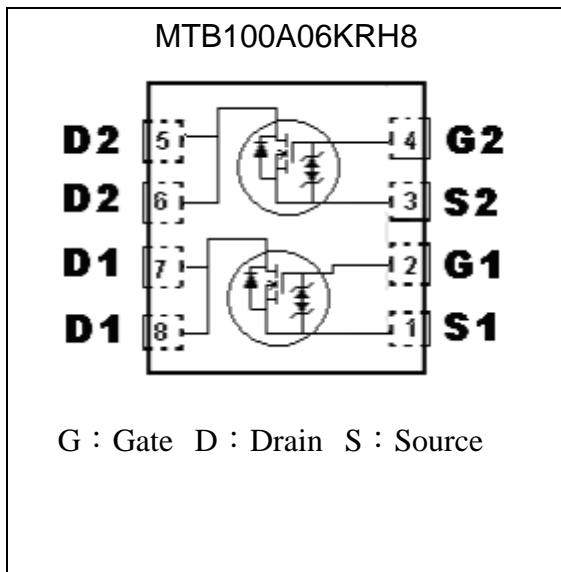 MTB100A06KRH8
D2 5 4 G2
D2 6 3 S2
D1 7 2 G1
D1 8 1 S1
G：Gate D：Drain S：Source